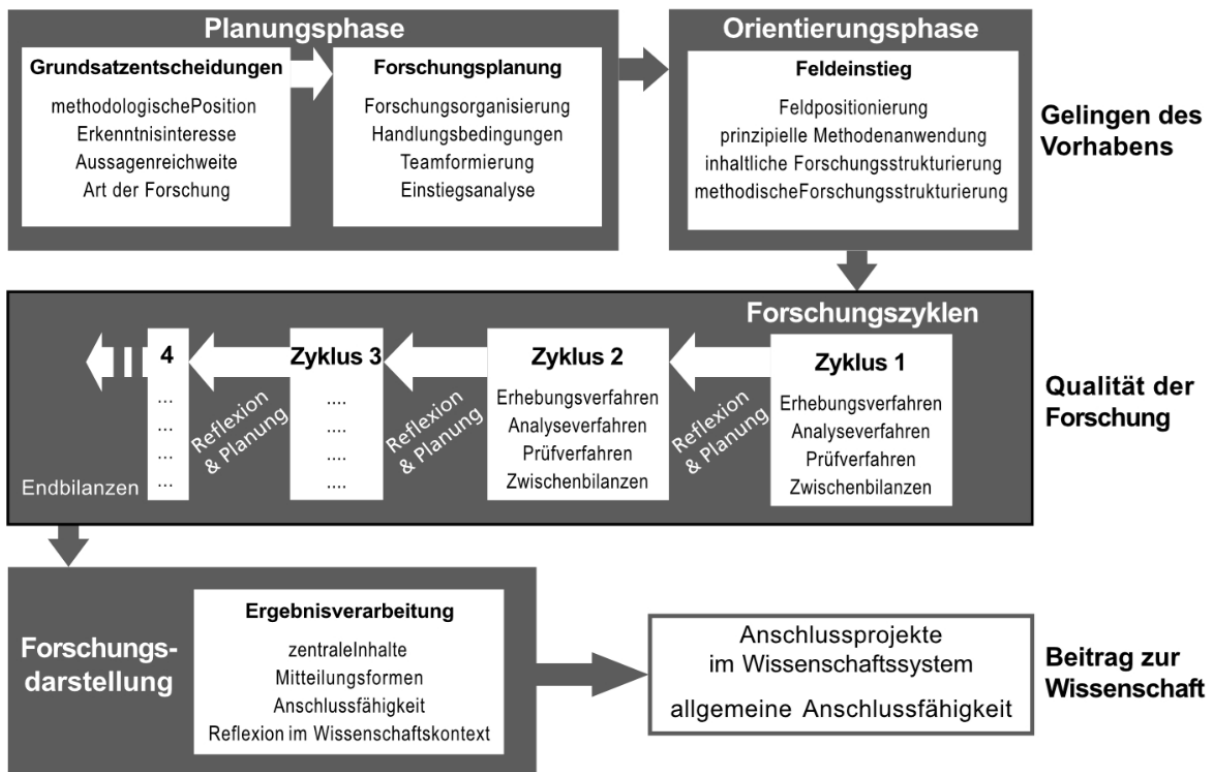 Planungsphase
Grundsatzentscheidungen
methodologischePosition
Erkenntnisinteresse
Aussagenreichweite
Art der Forschung
Forschungsplanung
Forschungsorganisierung
Handlungsbedingungen
Teamformierung
Einstiegsanalyse
Orientierungsphase
Feldeinstieg
Feldpositionierung
prinzipielle Methodenanwendung
inhaltliche Forschungsstrukturierung
methodischeForschungsstrukturierung
Gelingen des
Vorhabens
Forschungszyklen
Zyklus 1
Erhebungsverfahren
Analyseverfahren
Prüfverfahren
Zwischenbilanzen
Reflexion
& Planung
Zyklus 2
Erhebungsverfahren
Analyseverfahren
Prüfverfahren
Zwischenbilanzen
Reflexion
& Planung
Zyklus 3
....
....
....
....
Reflexion
& Planung
4
...
...
...
...
Endbilanzen
Qualität der
Forschung
Forschungs-
darstellung
Ergebnisverarbeitung
zentraleInhalte
Mitteilungsformen
Anschlussfähigkeit
Reflexion im Wissenschaftskontext
Anschlussprojekte
im Wissenschaftssystem
allgemeine Anschlussfähigkeit
Beitrag zur
Wissenschaft